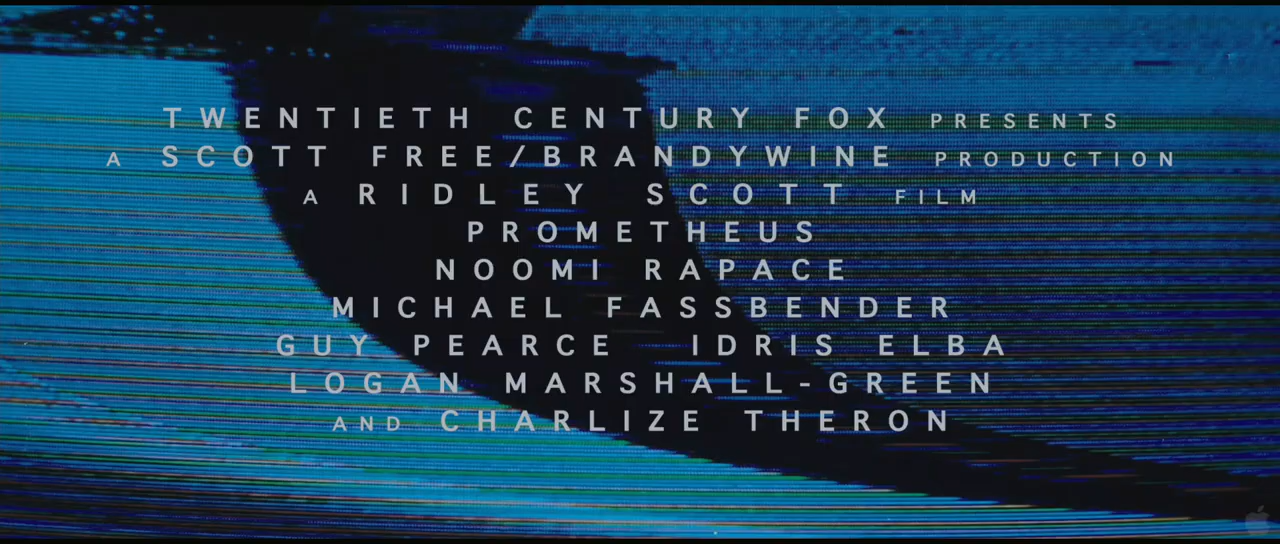 TWENTIETH CENTURY FOX PRESENTS
A SCOTT FREE/BRANDYWINE PRODUCTION
A RIDLEY SCOTT FILM
PROMETHEUS
NOOMI RAPACE
MICHAEL FASSBENDER
GUY PEARCE IDRIS ELBA
LOGAN MARSHALL-GREEN
AND CHARLIZE THERON